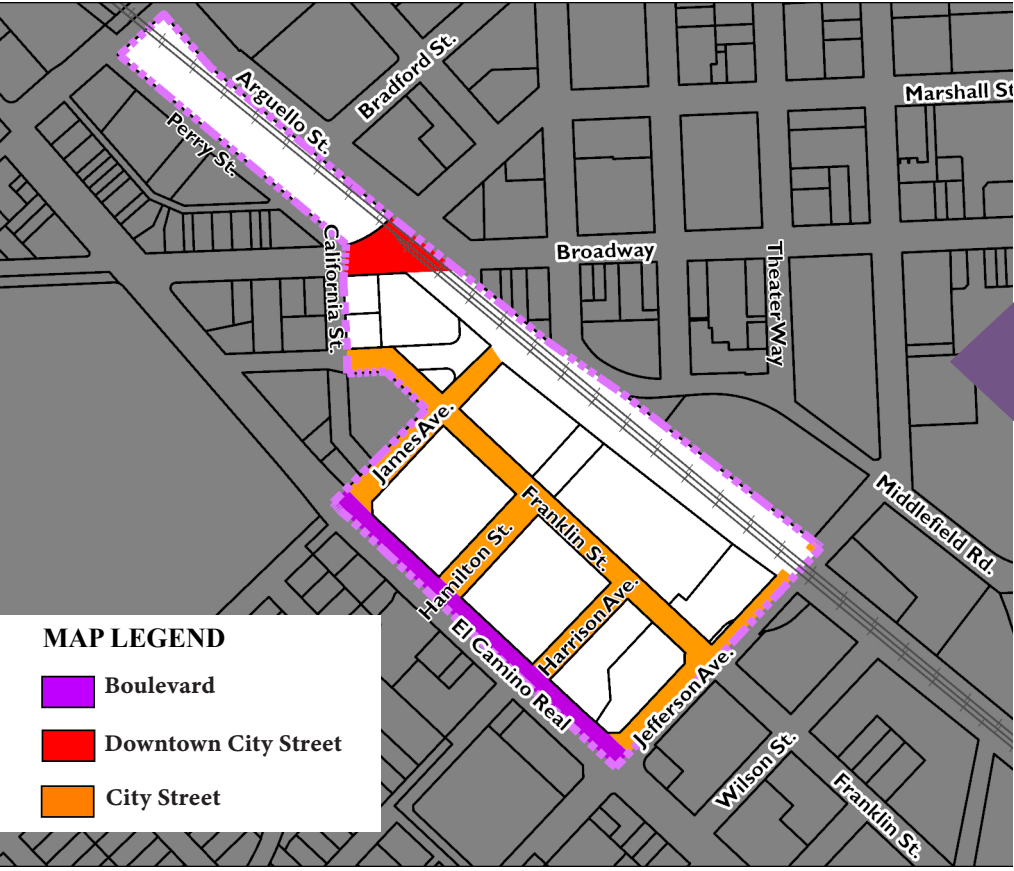 Bradford St.
Arguello St.
Marshall St
Perry St.
California St.
Broadway
Theater Way
James Ave.
Middlefield Rd.
Franklin St.
Hamilton St.
Harrison Ave.
El Camino Real
Jefferson Ave.
Wilson St.
Franklin St.
MAP LEGEND
Boulevard
Downtown City Street
City Street